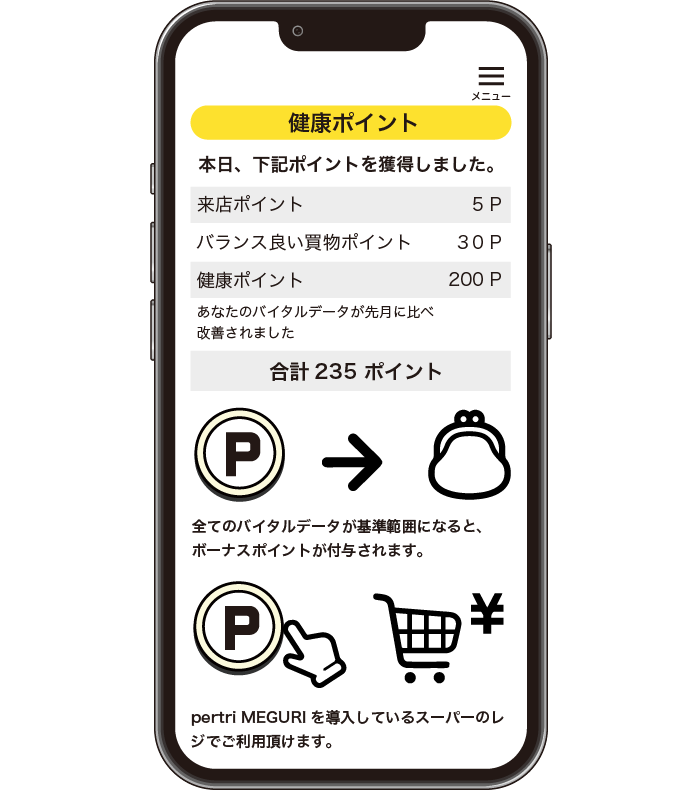 メニュー
健康ポイント
本日、下記ポイントを獲得しました。
来店ポイント 5 P
バランス良い買物ポイント 30 P
健康ポイント 200 P
あなたのバイタルデータが先月に比べ
改善されました
合計 235 ポイント
P
全てのバイタルデータが基準範囲になると、
ボーナスポイントが付与されます。
P ¥
pertri MEGURI を導入しているスーパーのレ
ジでご利用頂けます。